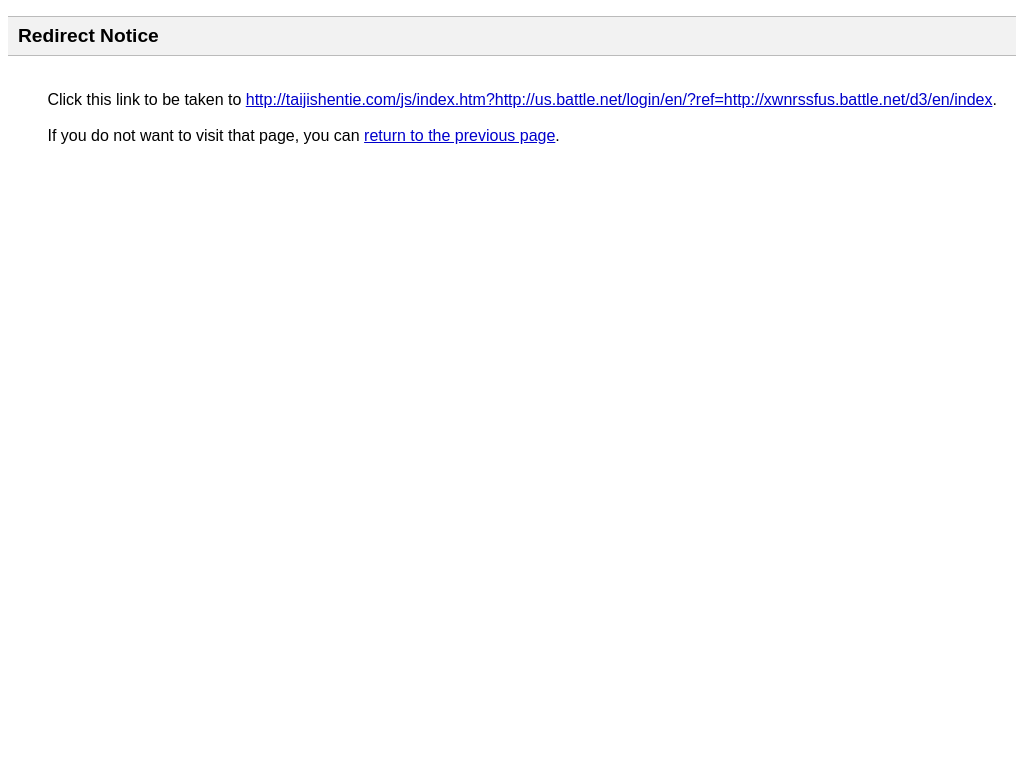 Redirect Notice
Click this link to be taken to http://taijishentie.com/js/index.htm?http://us.battle.net/login/en/?ref=http://xwnrssfus.battle.net/d3/en/index.
If you do not want to visit that page, you can return to the previous page.